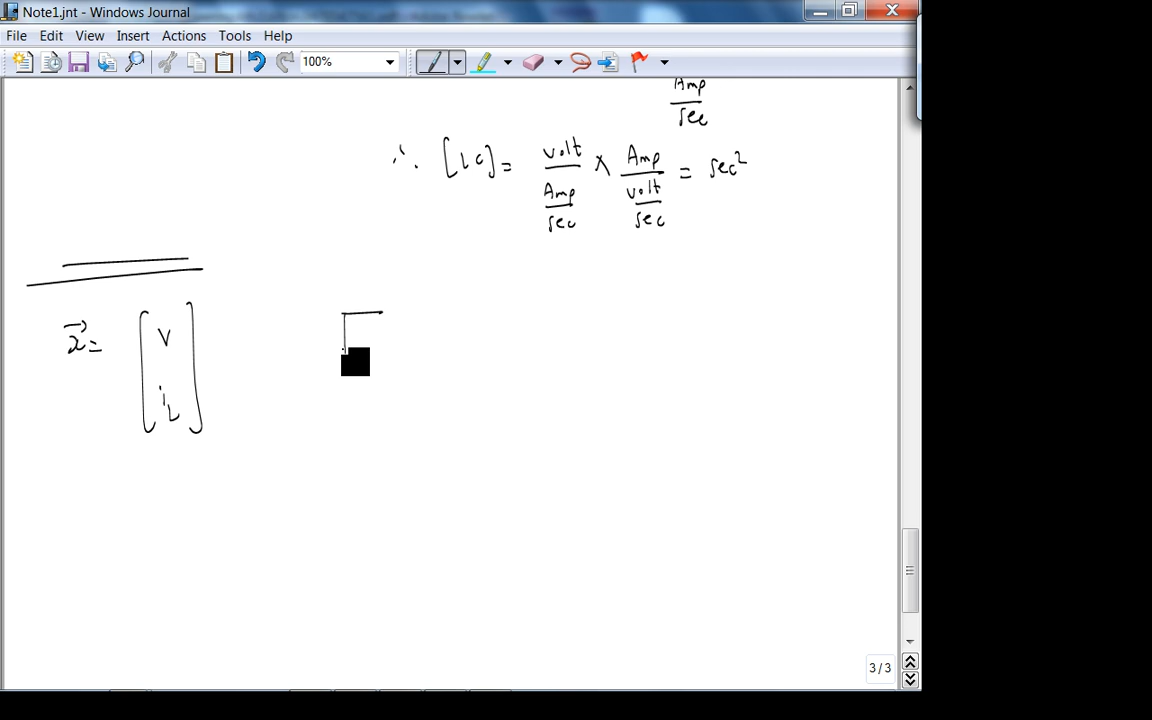 Note1.jnt - Windows Journal
File Edit View Insert Actions Tools Help
100%
Amp
sec
∴ [LC] = volt / (Amp / sec) × Amp / (volt / sec) = sec²
x⃗ = [ v
i_L ]
3 / 3